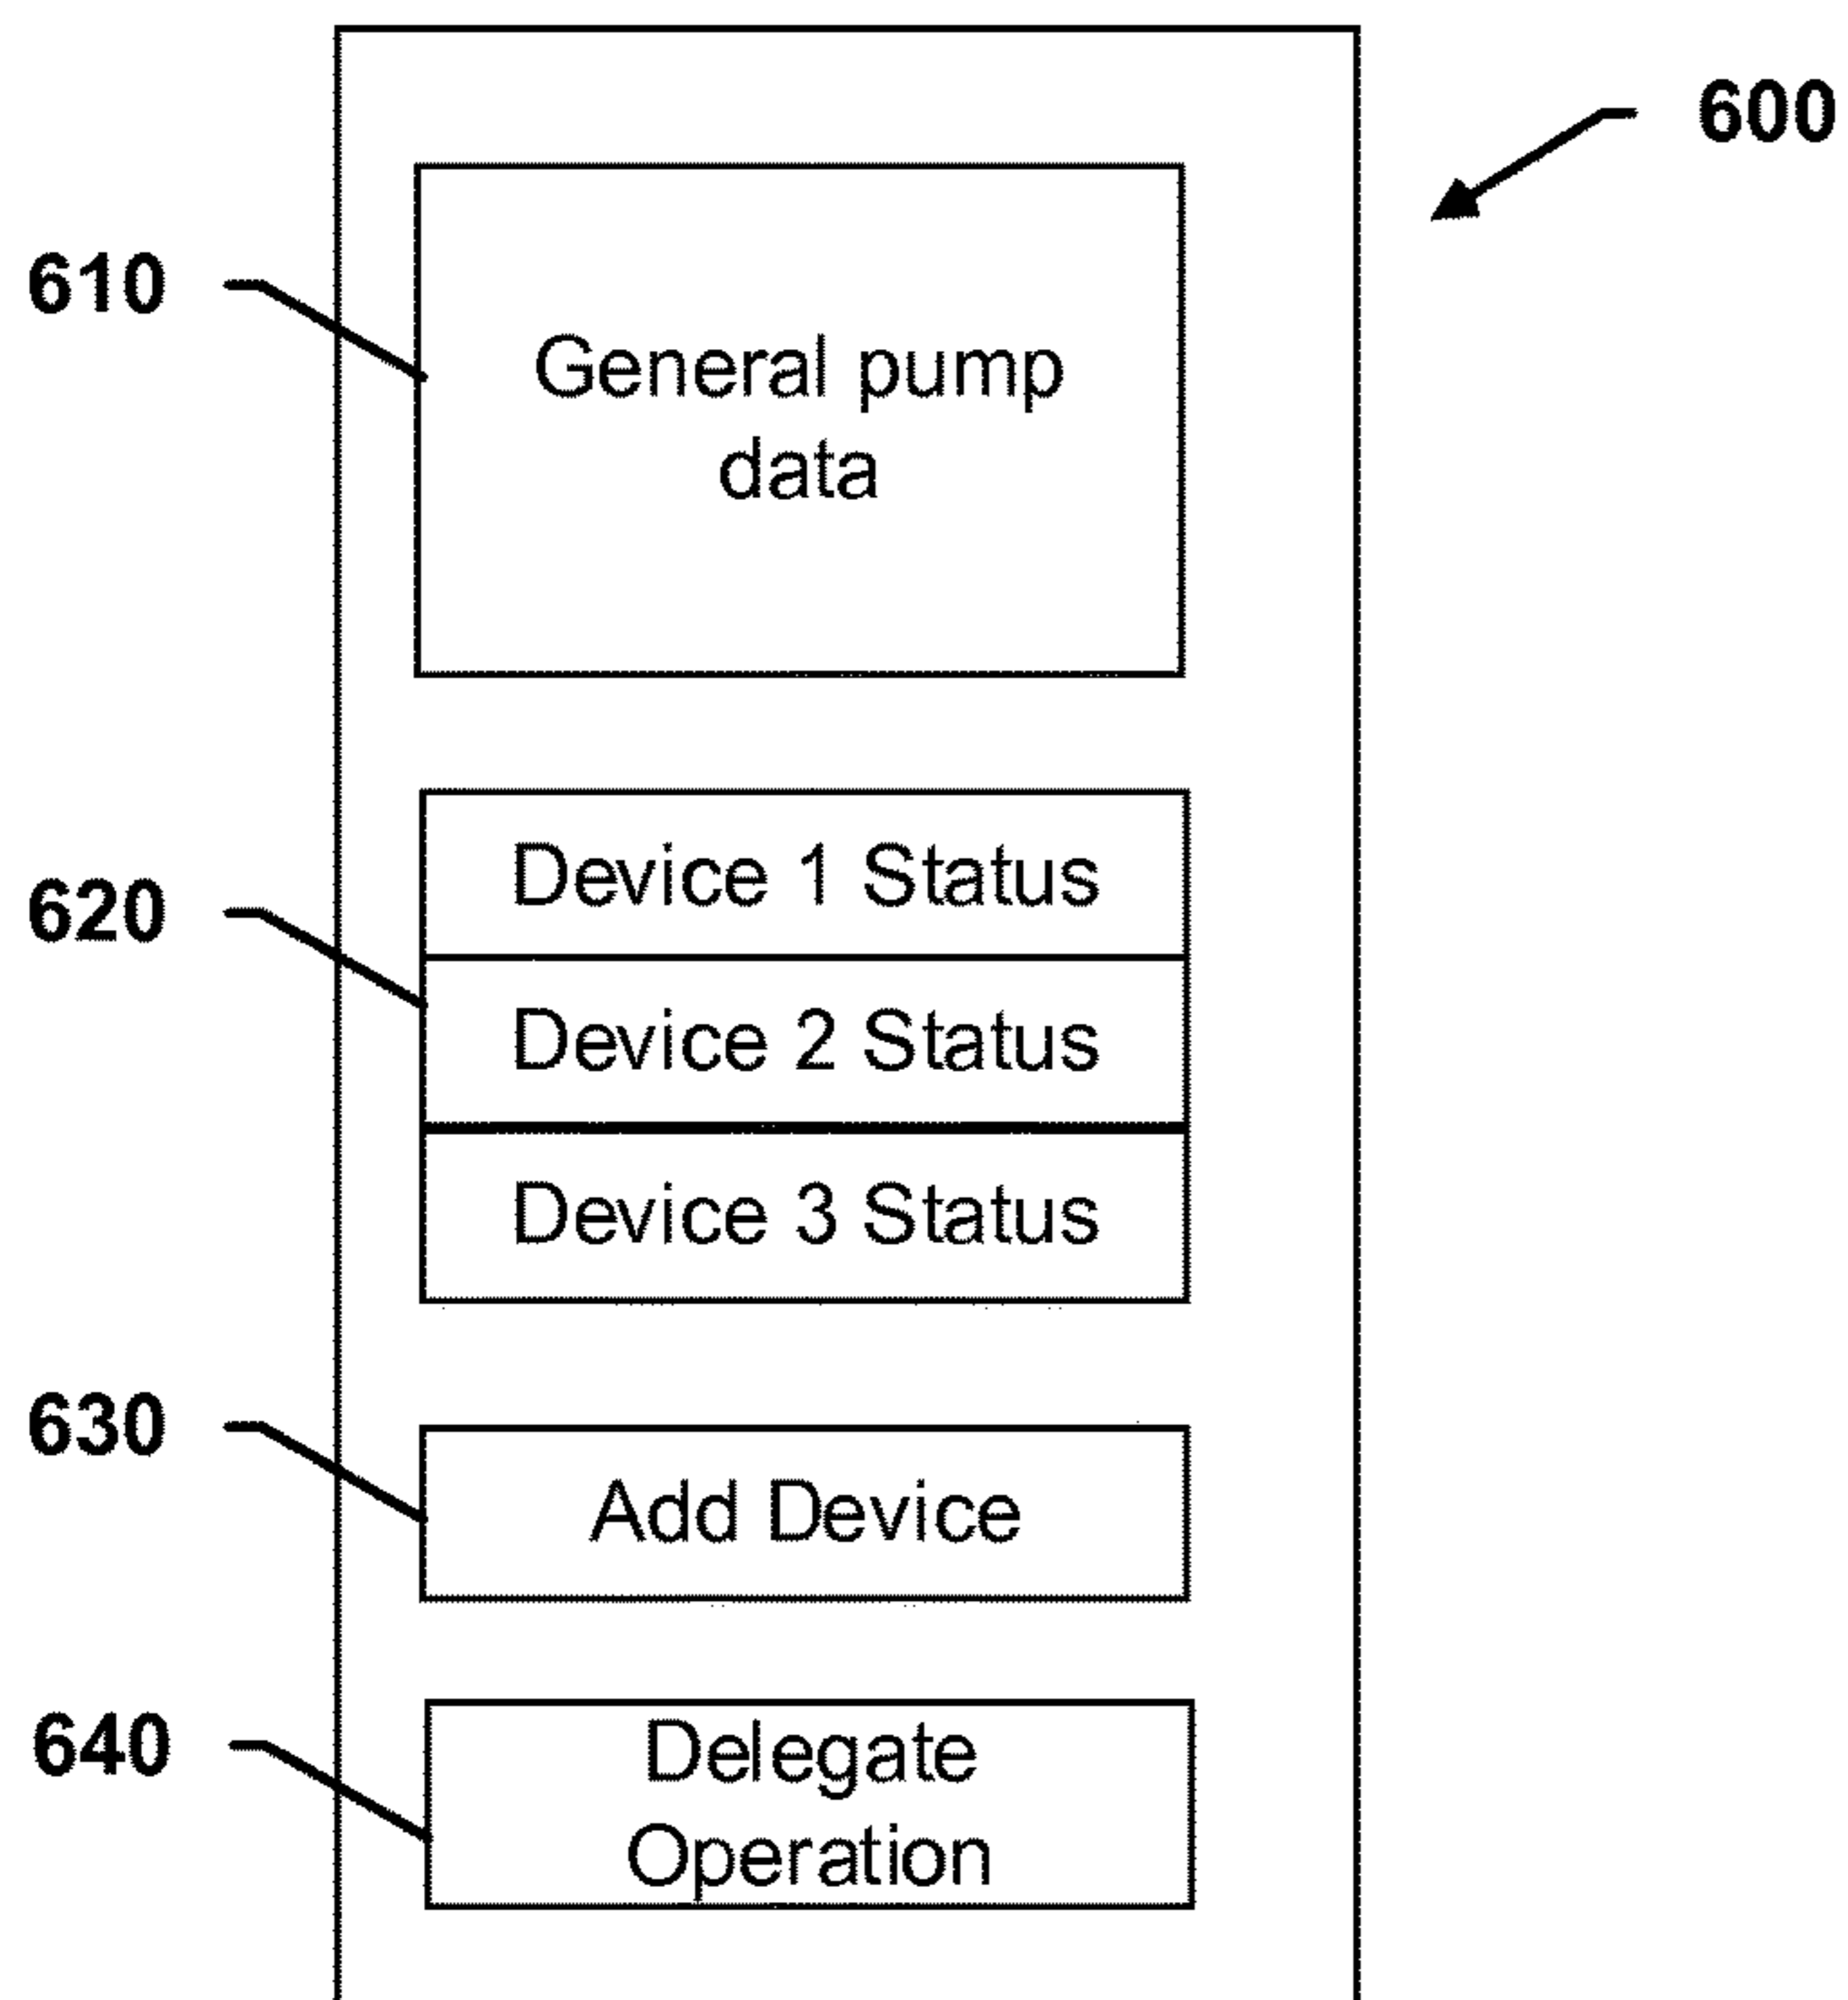 600
610
General pump
data
620
Device 1 Status
Device 2 Status
Device 3 Status
630
Add Device
640
Delegate
Operation